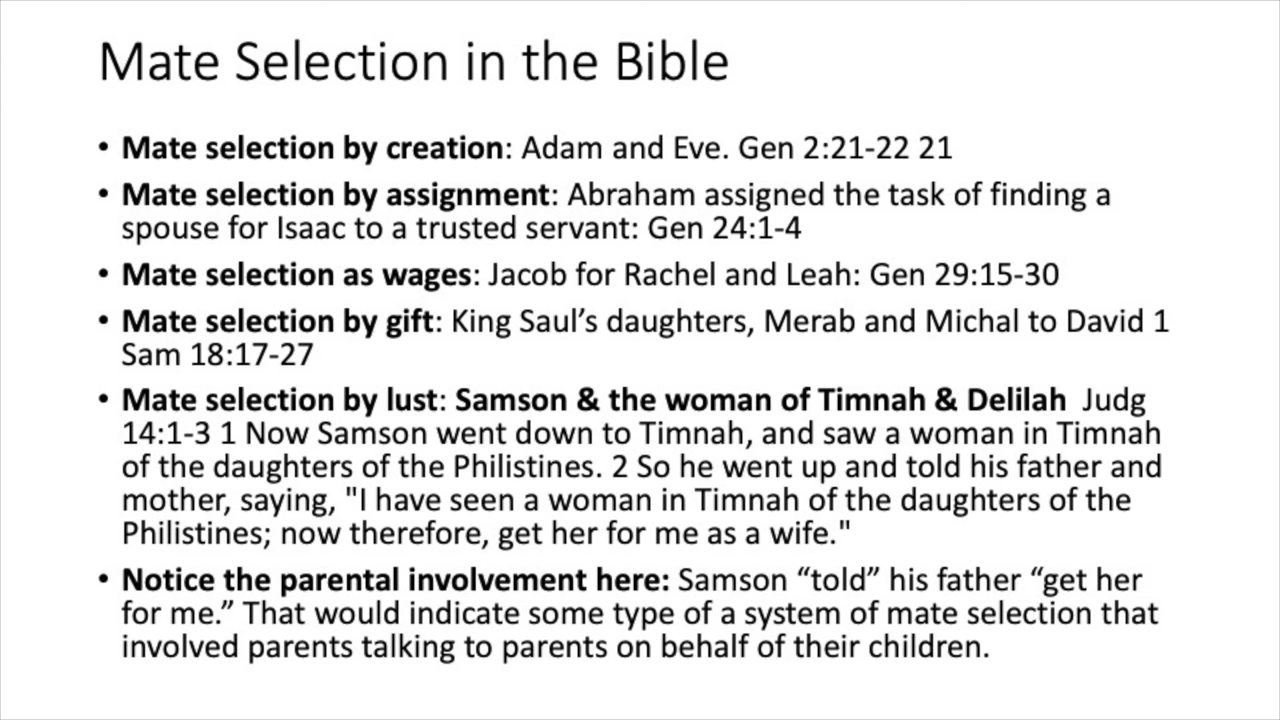 Mate Selection in the Bible
• Mate selection by creation: Adam and Eve. Gen 2:21-22 21
• Mate selection by assignment: Abraham assigned the task of finding a
spouse for Isaac to a trusted servant: Gen 24:1-4
• Mate selection as wages: Jacob for Rachel and Leah: Gen 29:15-30
• Mate selection by gift: King Saul’s daughters, Merab and Michal to David 1
Sam 18:17-27
• Mate selection by lust: Samson & the woman of Timnah & Delilah  Judg
14:1-3 1 Now Samson went down to Timnah, and saw a woman in Timnah
of the daughters of the Philistines. 2 So he went up and told his father and
mother, saying, "I have seen a woman in Timnah of the daughters of the
Philistines; now therefore, get her for me as a wife."
• Notice the parental involvement here: Samson “told” his father “get her
for me.” That would indicate some type of a system of mate selection that
involved parents talking to parents on behalf of their children.